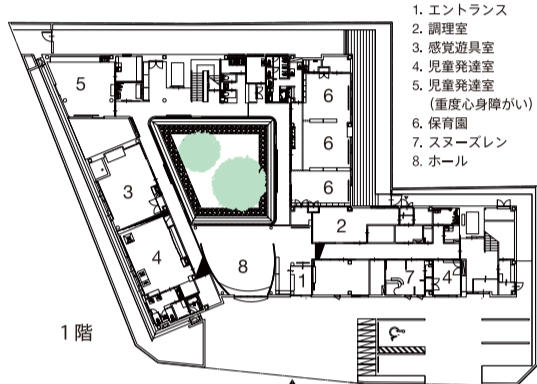 1. エントランス
2. 調理室
3. 感覚遊具室
4. 児童発達室
5. 児童発達室
(重度心身障がい)
6. 保育園
7. スヌーズレン
8. ホール
5
6
6
3
6
2
4
8
1
7
4
1階